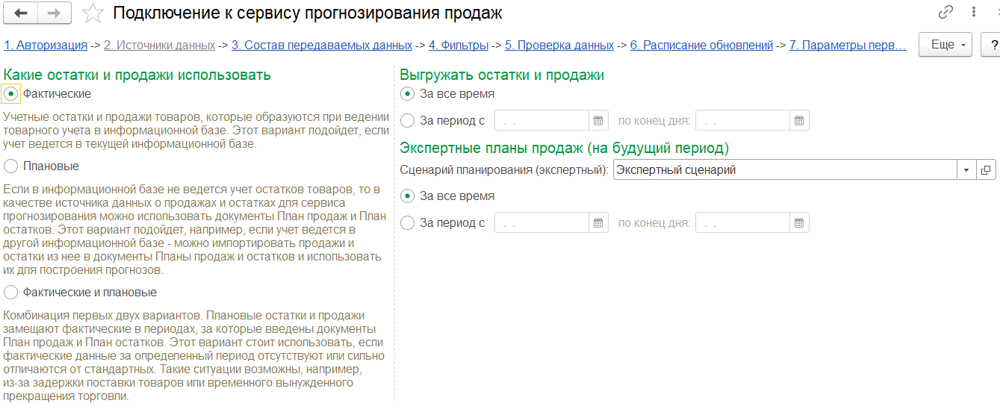 Подключение к сервису прогнозирования продаж
1. Авторизация -> 2. Источники данных -> 3. Состав передаваемых данных -> 4. Фильтры -> 5. Проверка данных -> 6. Расписание обновлений -> 7. Параметры перв... Еще ?
Какие остатки и продажи использовать
Фактические
Учетные остатки и продажи товаров, которые образуются при ведении
товарного учета в информационной базе. Этот вариант подойдет, если
учет ведется в текущей информационной базе.
Плановые
Если в информационной базе не ведется учет остатков товаров, то в
качестве источника данных о продажах и остатках для сервиса
прогнозирования можно использовать документы План продаж и План
остатков. Этот вариант подойдет, например, если учет ведется в
другой информационной базе - можно импортировать продажи и
остатки из нее в документы Планы продаж и остатков и использовать
их для построения прогнозов.
Фактические и плановые
Комбинация первых двух вариантов. Плановые остатки и продажи
замещают фактические в периодах, за которые введены документы
План продаж и План остатков. Этот вариант стоит использовать, если
фактические данные за определенный период отсутствуют или сильно
отличаются от стандартных. Такие ситуации возможны, например,
из-за задержки поставки товаров или временного вынужденного
прекращения торговли.
Выгружать остатки и продажи
За все время
За период с . . по конец дня: . .
Экспертные планы продаж (на будущий период)
Сценарий планирования (экспертный): Экспертный сценарий
За все время
За период с . . по конец дня: . .